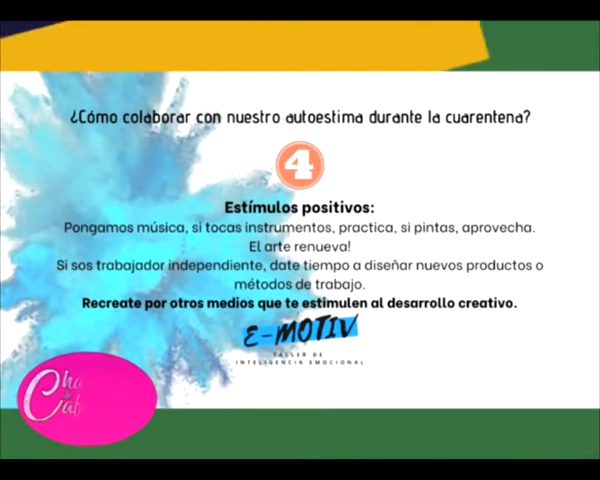 ¿Cómo colaborar con nuestro autoestima durante la cuarentena?
4
Estímulos positivos:
Pongamos música, si tocas instrumentos, practica, si pintas, aprovecha.
El arte renueva!
Si sos trabajador independiente, date tiempo a diseñar nuevos productos o
métodos de trabajo.
Recreate por otros medios que te estimulen al desarrollo creativo.
E-MOTIV
TALLER DE
INTELIGENCIA EMOCIONAL